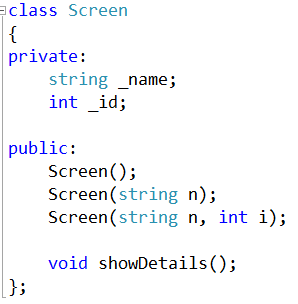 class Screen
{
private:
    string _name;
    int _id;

public:
    Screen();
    Screen(string n);
    Screen(string n, int i);

    void showDetails();
};